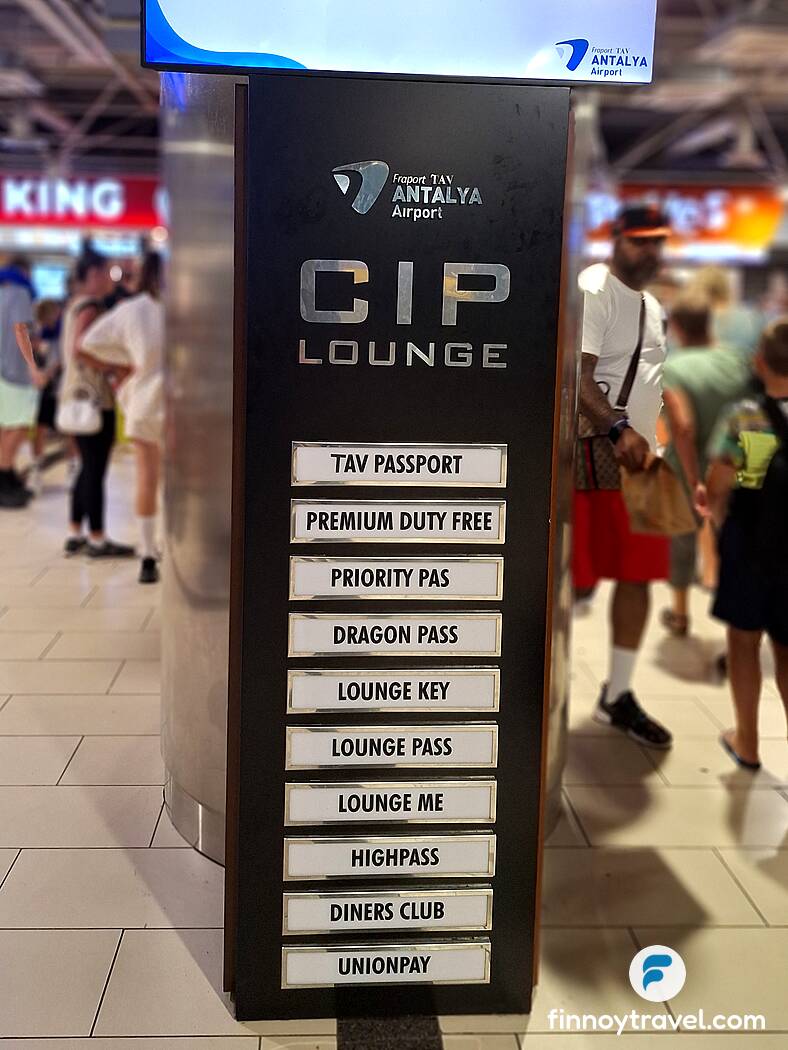 Fraport TAV
ANTALYA
Airport
KING
Fraport TAV
ANTALYA
Airport
CIP
LOUNGE
TAV PASSPORT
PREMIUM DUTY FREE
PRIORITY PAS
DRAGON PASS
LOUNGE KEY
LOUNGE PASS
LOUNGE ME
HIGHPASS
DINERS CLUB
UNIONPAY
finnoytravel.com